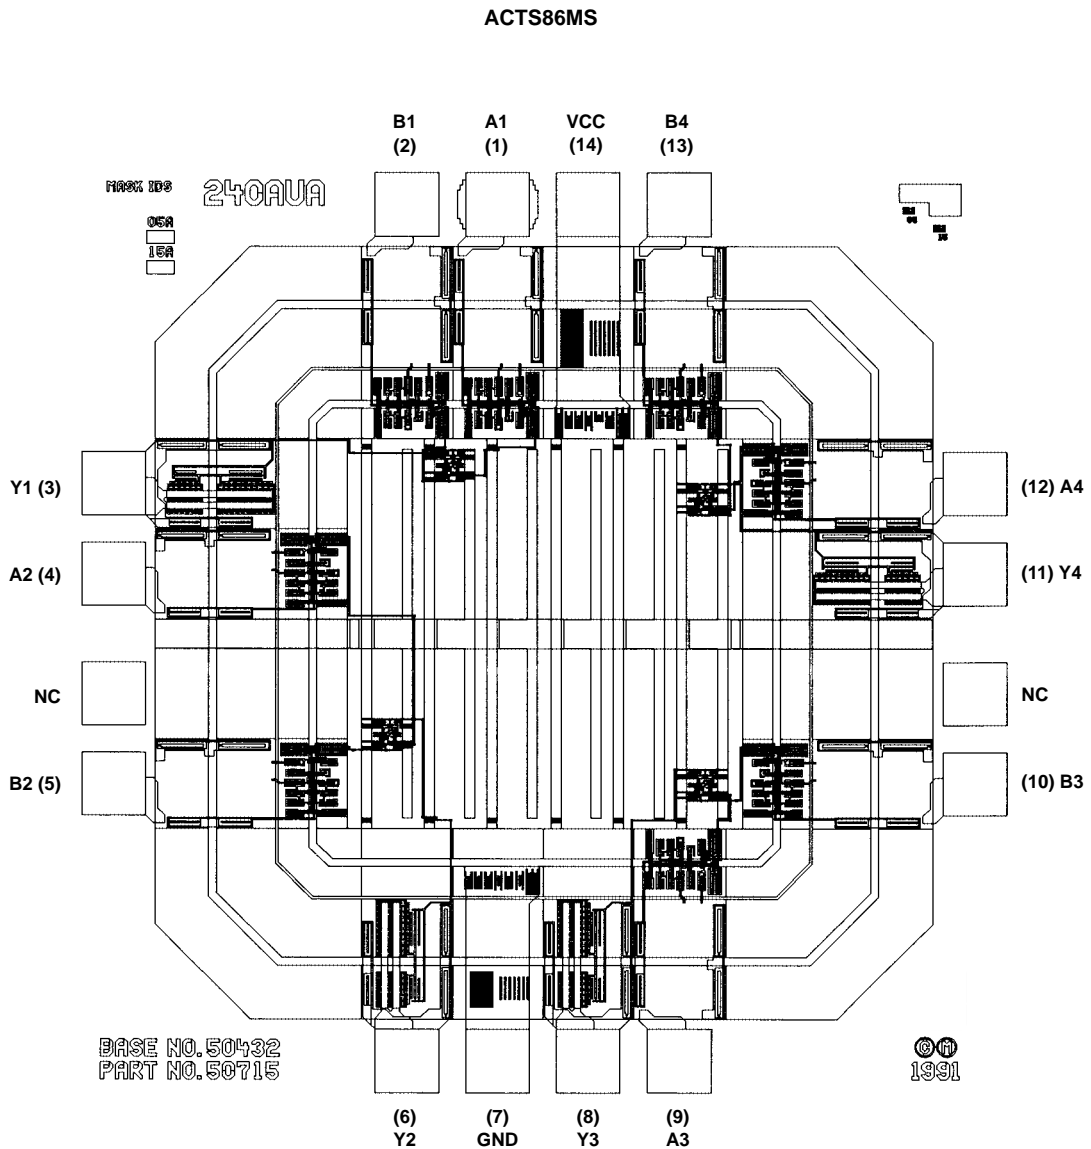 ACTS86MS
B1 A1 VCC B4
(2) (1) (14) (13)
MASK IDS 240AUA
05A
15A
Y1 (3) (12) A4
A2 (4) (11) Y4
NC NC
B2 (5) (10) B3
BASE NO. 50432
PART NO. 50715
C M
1991
(6) (7) (8) (9)
Y2 GND Y3 A3